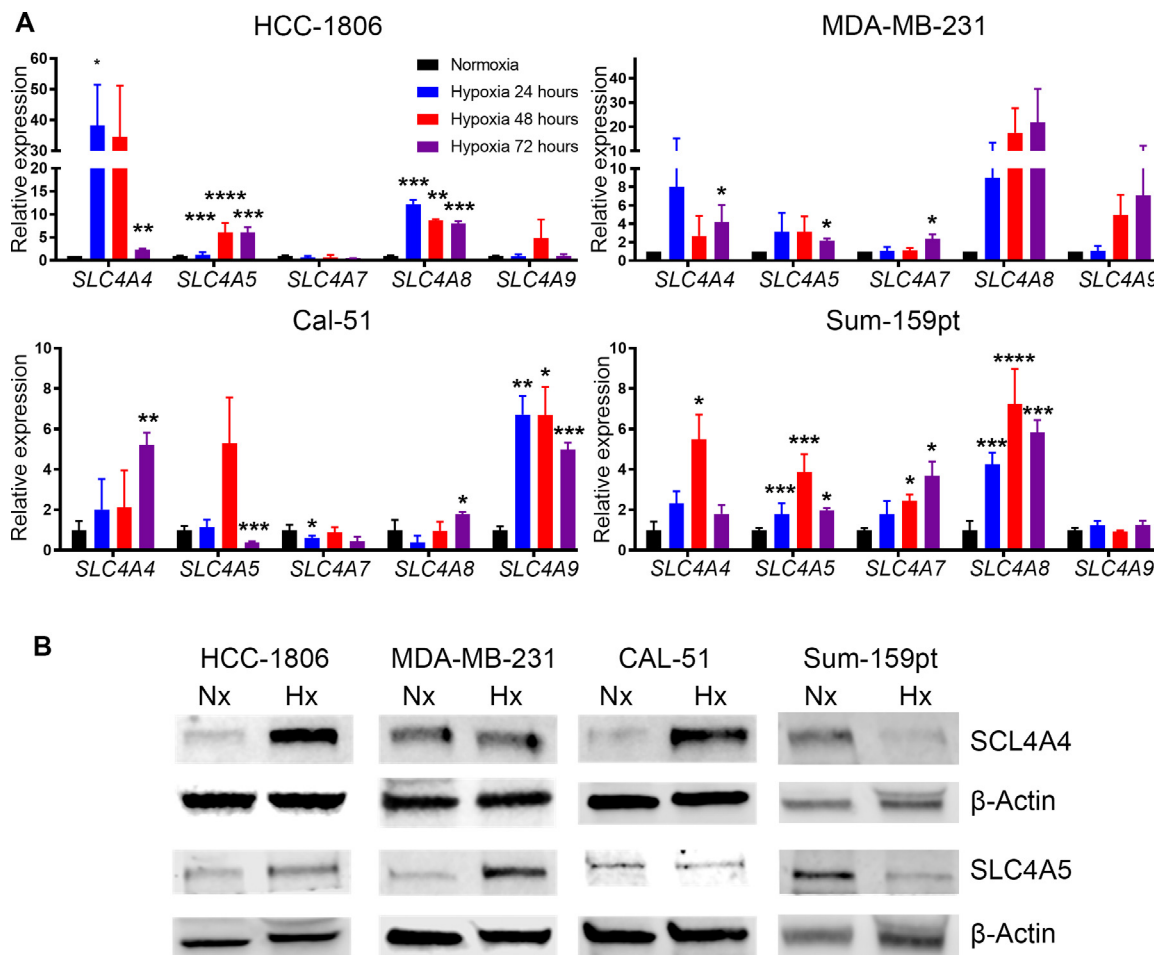 A
HCC-1806
MDA-MB-231
Relative expression
60
50
40
30
20
15
10
5
0
*
**
***
****
***
***
**
***
SLC4A4
SLC4A5
SLC4A7
SLC4A8
SLC4A9
Normoxia
Hypoxia 24 hours
Hypoxia 48 hours
Hypoxia 72 hours
Relative expression
40
30
20
10
8
6
4
2
0
*
*
*
SLC4A4
SLC4A5
SLC4A7
SLC4A8
SLC4A9
Cal-51
Sum-159pt
Relative expression
10
8
6
4
2
0
**
***
*
*
**
*
***
SLC4A4
SLC4A5
SLC4A7
SLC4A8
SLC4A9
Relative expression
10
8
6
4
2
0
*
***
***
*
*
*
***
****
***
SLC4A4
SLC4A5
SLC4A7
SLC4A8
SLC4A9
B
HCC-1806
MDA-MB-231
CAL-51
Sum-159pt
Nx Hx Nx Hx Nx Hx Nx Hx
SCL4A4
β-Actin
SLC4A5
β-Actin